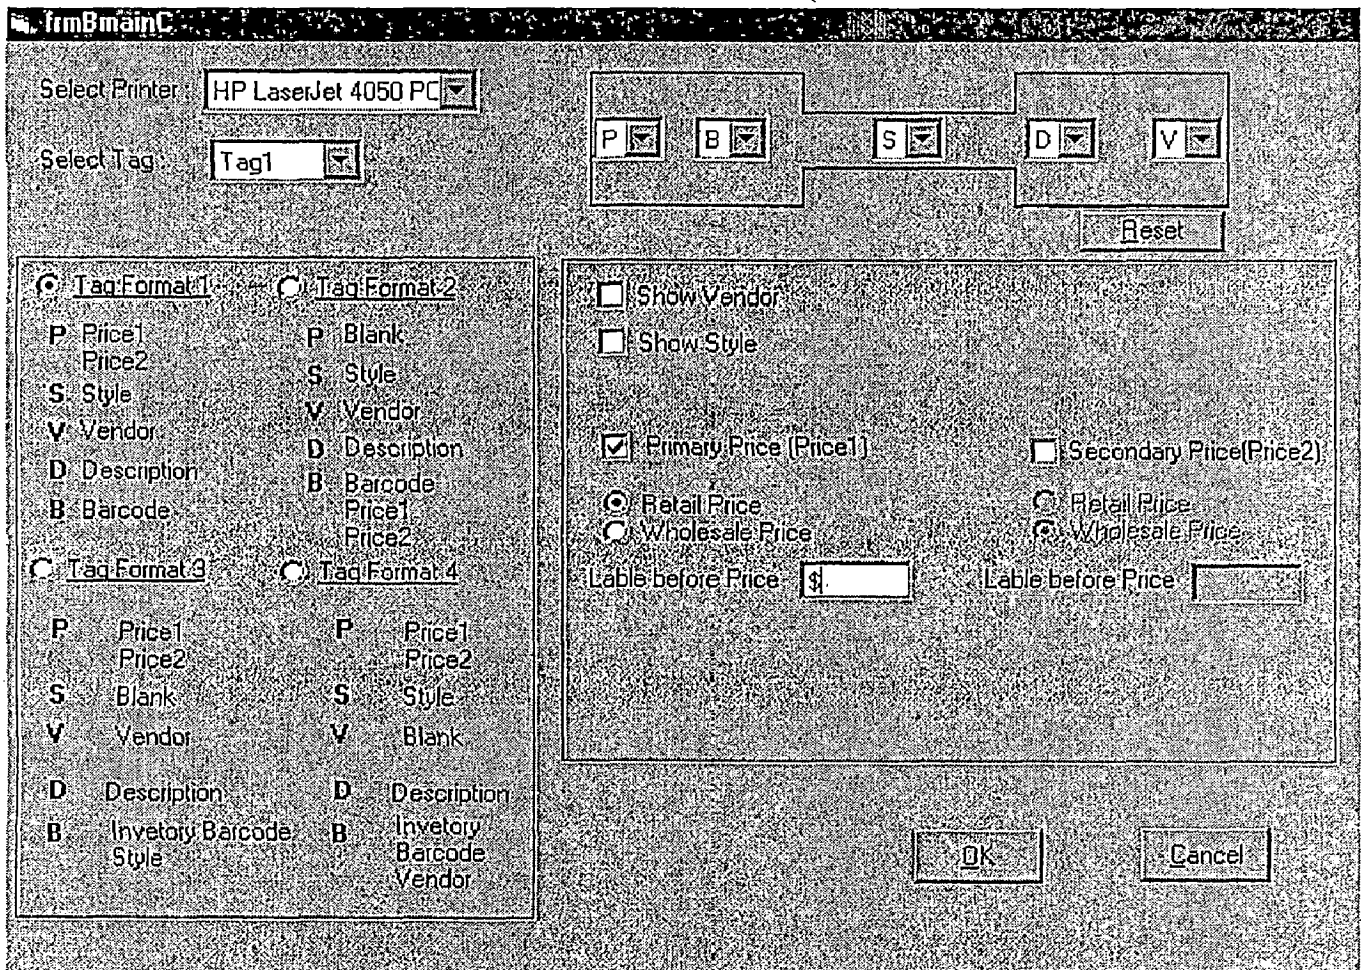 frmBmainC
Select Printer : HP LaserJet 4050 PC
Select Tag : Tag1
P B S D V
Reset
Tag Format 1
P Price1
Price2
S Style
V Vendor
D Description
B Barcode
Tag Format 2
P Blank
S Style
V Vendor
D Description
B Barcode
Price1
Price2
Tag Format 3
P Price1
Price2
S Blank
V Vendor
D Description
B Invetory Barcode
Style
Tag Format 4
P Price1
Price2
S Style
V Blank
D Description
B Invetory
Barcode
Vendor
Show Vendor
Show Style
Primary Price (Price1)
Retail Price
Wholesale Price
Lable before Price $
Secondary Price(Price2)
Retail Price
Wholesale Price
Lable before Price
OK Cancel